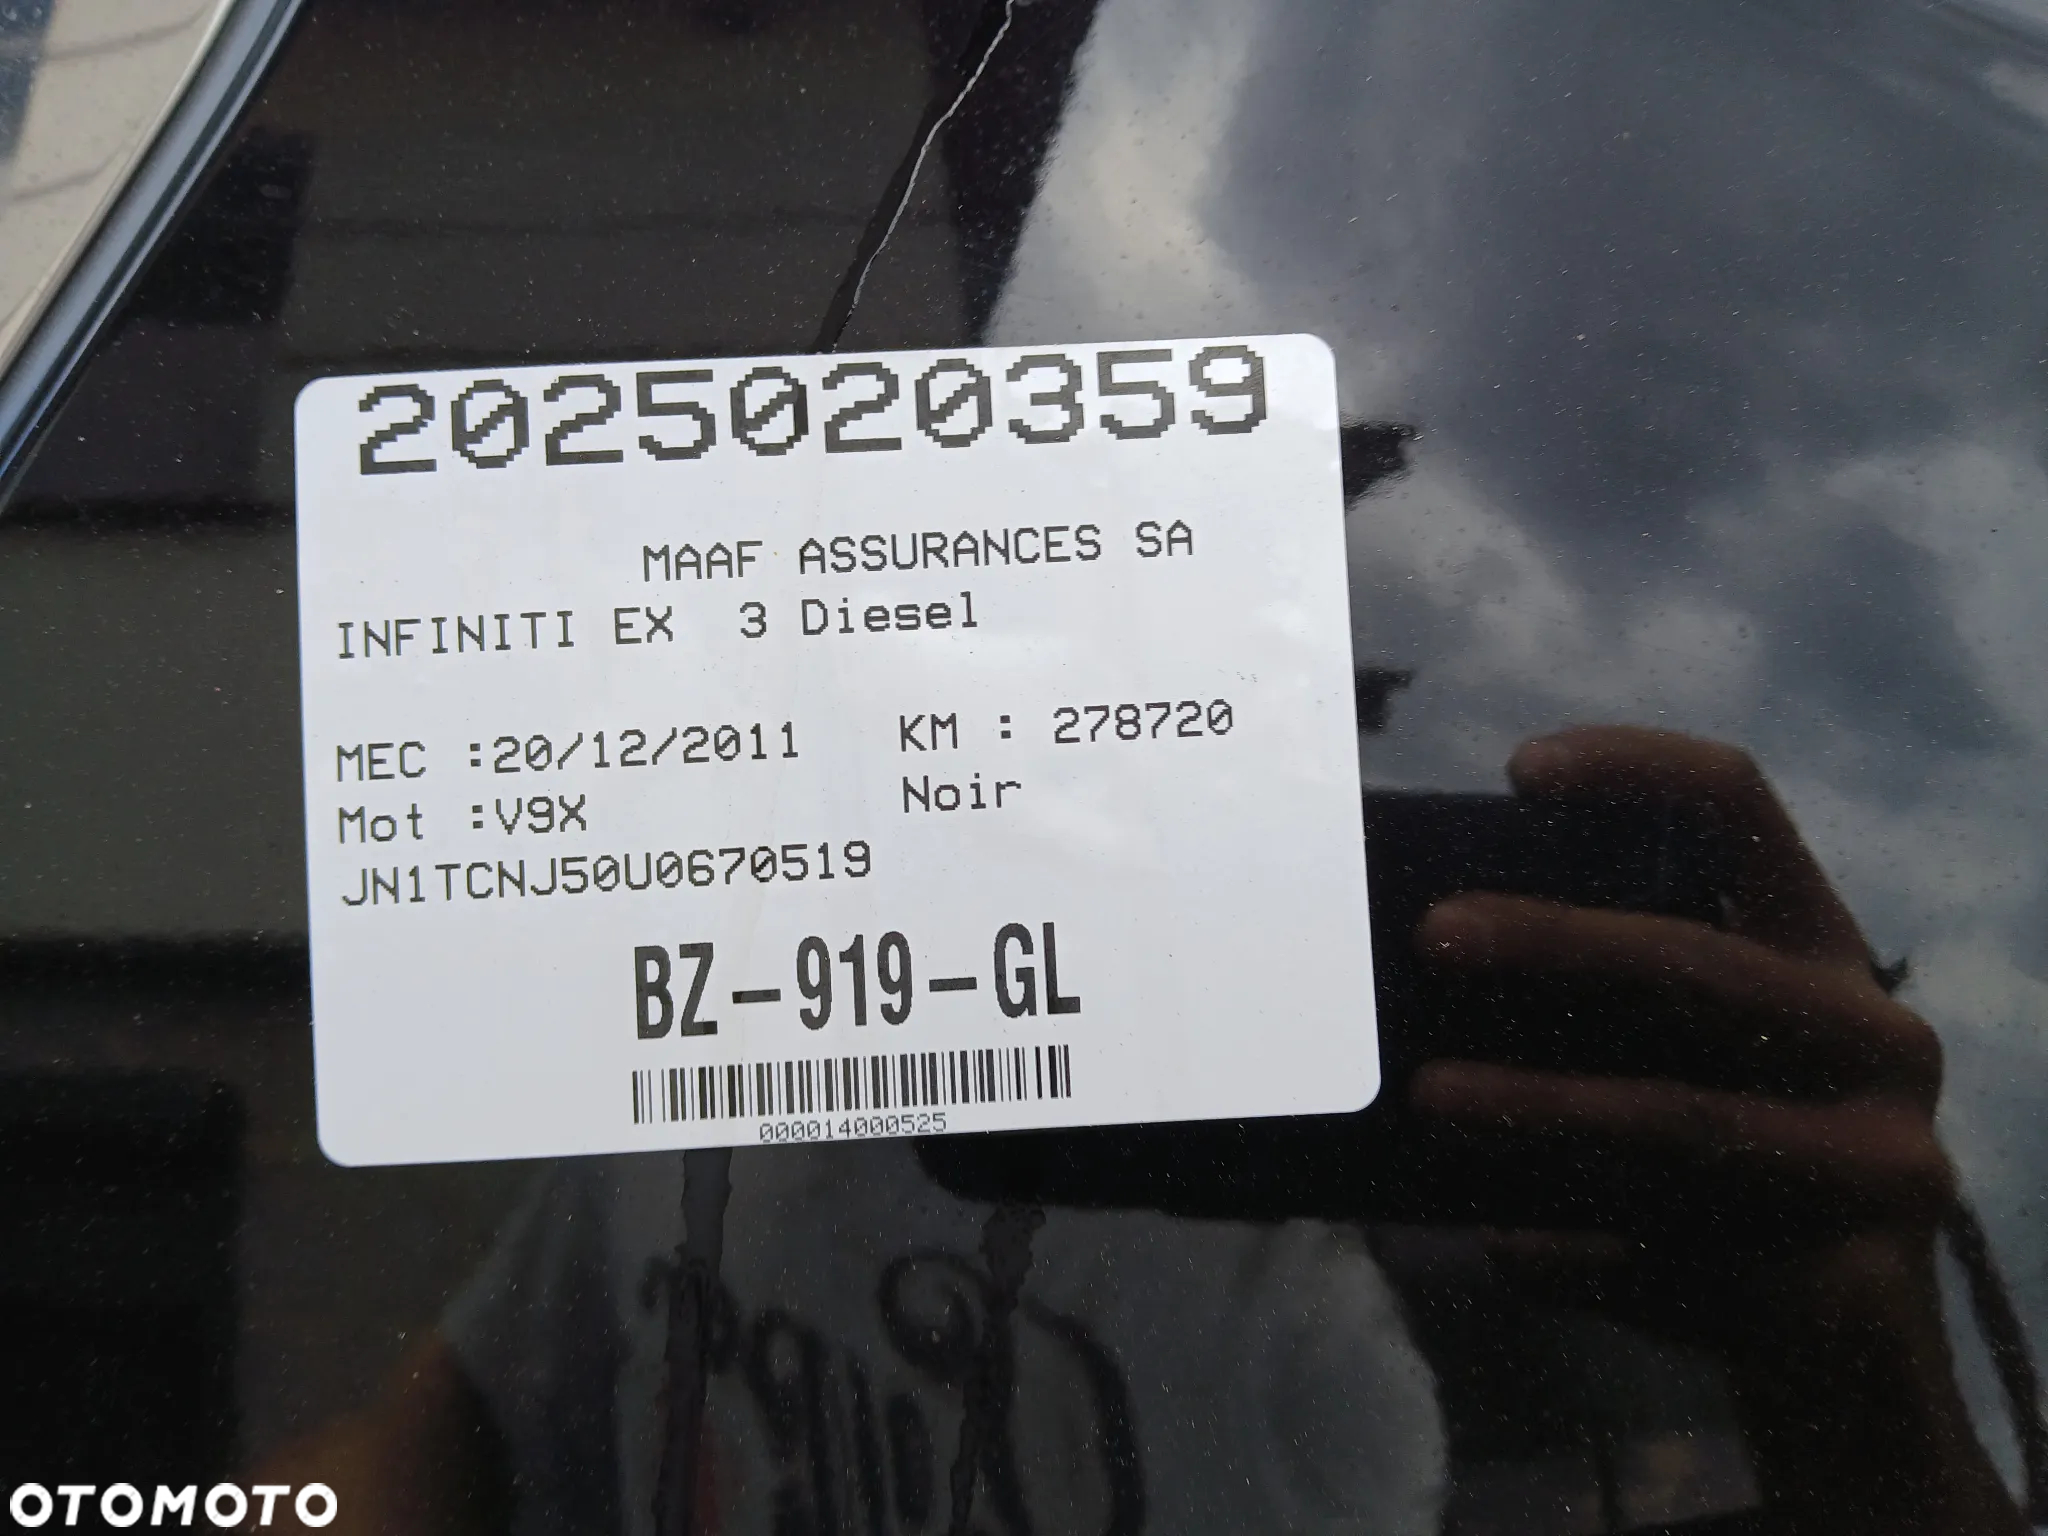 2025020359
MAAF ASSURANCES SA
INFINITI EX 3 Diesel
MEC :20/12/2011 KM : 278720
Mot :V9X Noir
JN1TCNJ50U0670519
BZ-919-GL
000014000525
OTOMOTO